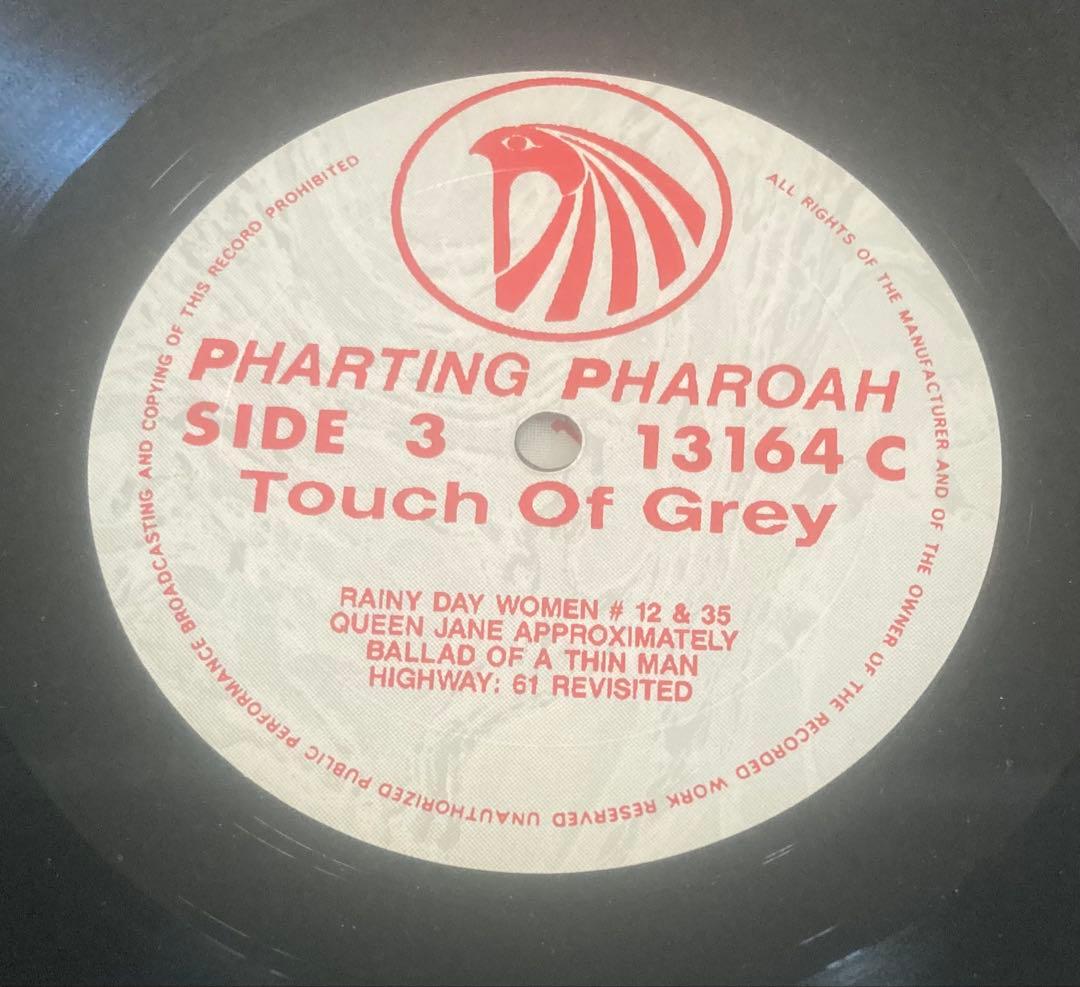 PHARTING PHAROAH
SIDE 3 13164 C
Touch Of Grey
RAINY DAY WOMEN # 12 & 35
QUEEN JANE APPROXIMATELY
BALLAD OF A THIN MAN
HIGHWAY: 61 REVISITED
ALL RIGHTS OF THE MANUFACTURER AND OF THE OWNER OF THE RECORDED WORK RESERVED UNAUTHORIZED PUBLIC PERFORMANCE BROADCASTING AND COPYING OF THIS RECORD PROHIBITED